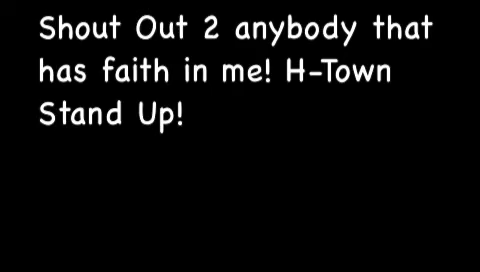 Shout Out 2 anybody that
has faith in me! H-Town
Stand Up!